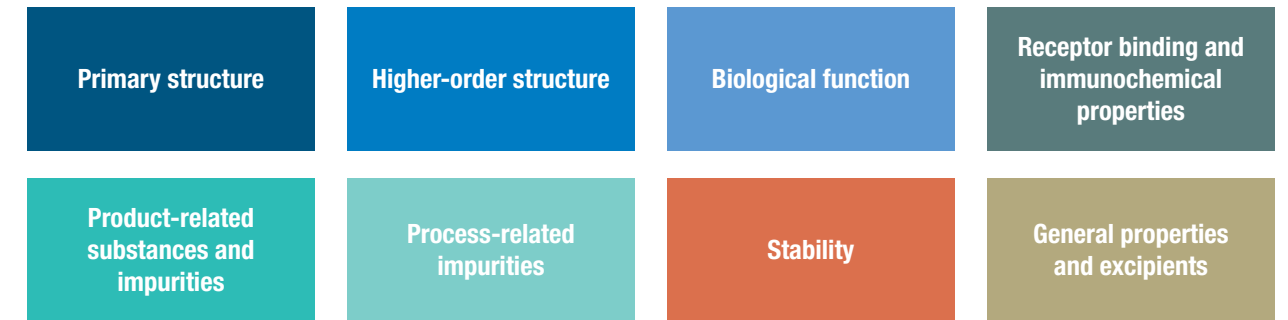 Primary structure
Higher-order structure
Biological function
Receptor binding and
immunochemical
properties
Product-related
substances and
impurities
Process-related
impurities
Stability
General properties
and excipients